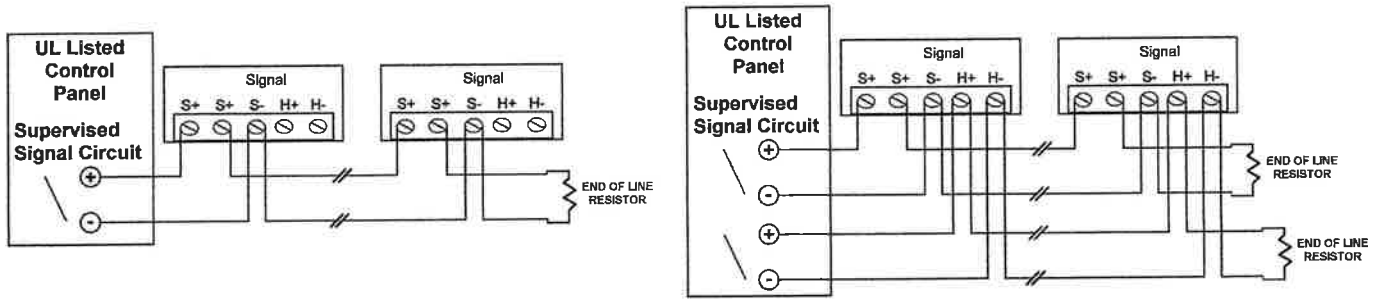 UL Listed
Control
Panel
Supervised
Signal Circuit
+
-
Signal
S+ S+ S- H+ H-
Signal
S+ S+ S- H+ H-
END OF LINE
RESISTOR
UL Listed
Control
Panel
Supervised
Signal Circuit
+
-
+
-
Signal
S+ S+ S- H+ H-
Signal
S+ S+ S- H+ H-
END OF LINE
RESISTOR
END OF LINE
RESISTOR